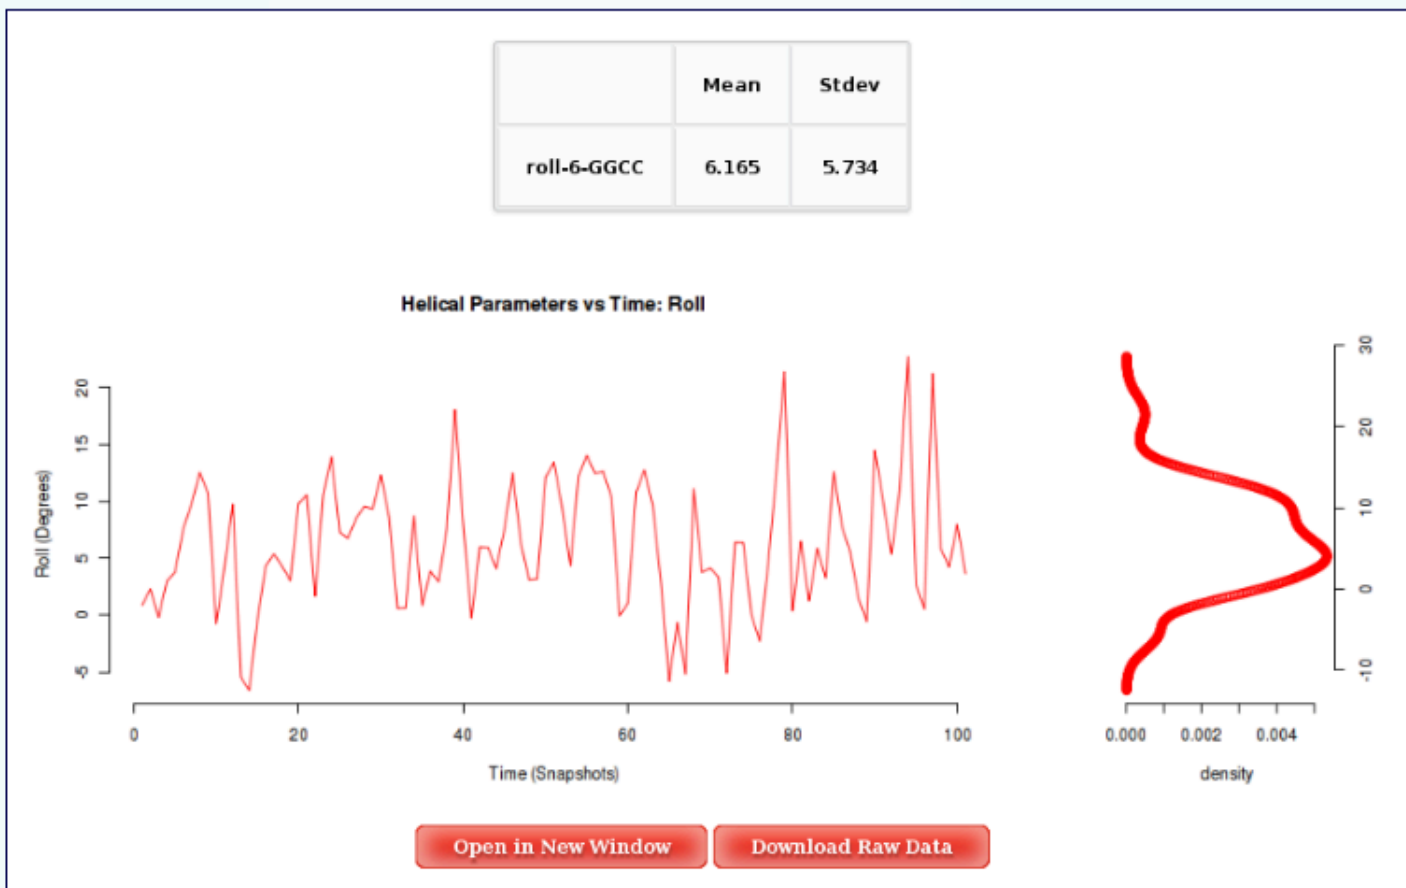 Mean Stdev
roll-6-GGCC 6.165 5.734
Helical Parameters vs Time: Roll
Roll (Degrees)
20
15
10
5
0
-5
0 20 40 60 80 100
Time (Snapshots)
30
20
10
0
-10
0.000 0.002 0.004
density
Open in New Window Download Raw Data